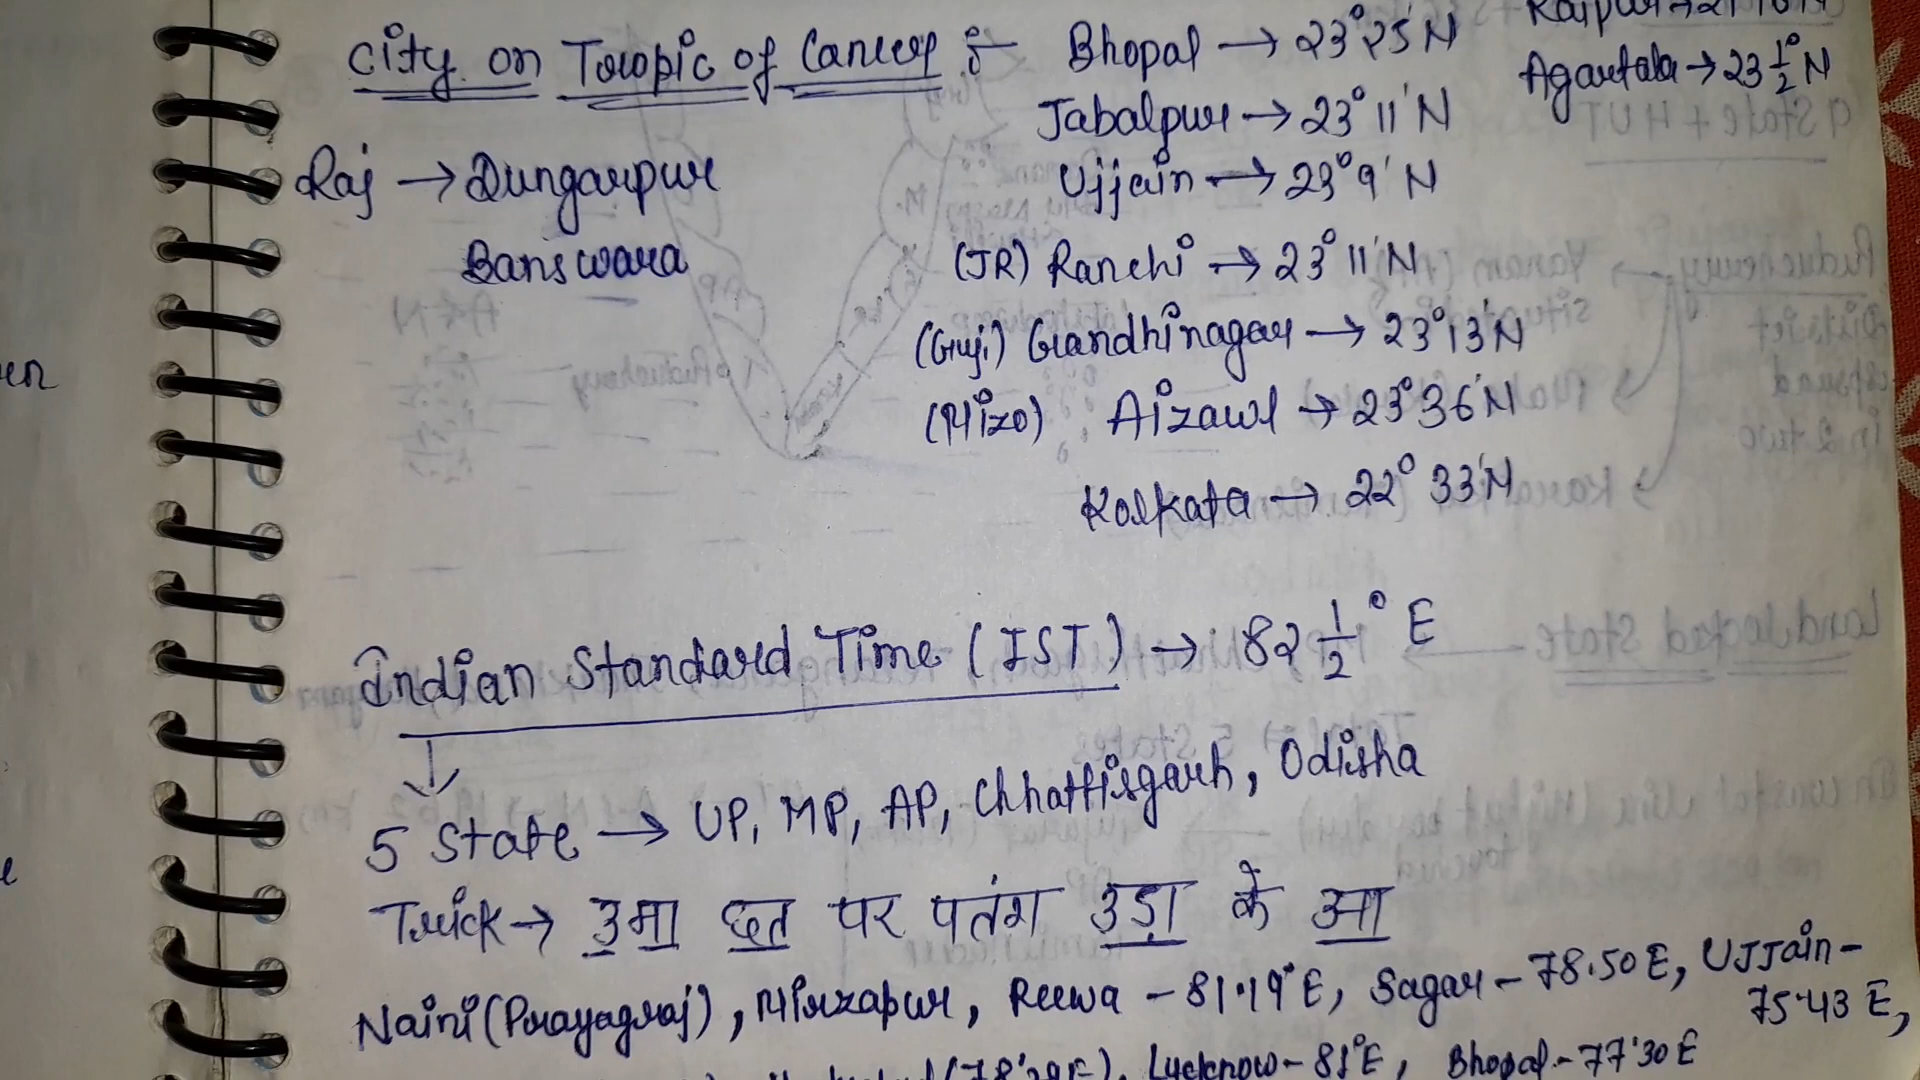 City on Tropic of Cancer :- Bhopal → 23°25'N
Agartala → 23 1/2° N
Jabalpur → 23° 11' N
Raj → Dungarpur
Ujjain → 23° 9' N
Banswara
(JR) Ranchi → 23° 11' N
(Guj) Gandhinagar → 23° 13' N
(Mizo) Aizawl → 23° 36' N
Kolkata → 22° 33' N
Indian Standard Time (IST) → 82 1/2° E
5 State → UP, MP, AP, Chhattisgarh, Odisha
Trick → उमा छत पर पतंग उड़ा के आ
Naini (Prayagraj), Mirzapur, Reewa - 81.19°E, Sagar - 78.50 E, Ujjain -
75.43 E,
Lucknow - 81°E, Bhopal - 77'30 E